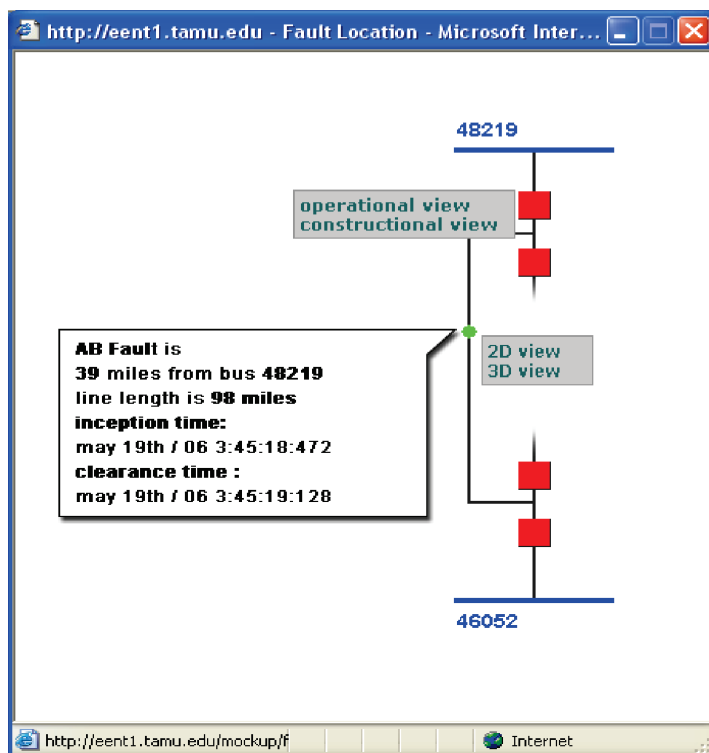 http://eent1.tamu.edu - Fault Location - Microsoft Inter...
48219
operational view
constructional view
AB Fault is
39 miles from bus 48219
line length is 98 miles
inception time:
may 19th / 06 3:45:18:472
clearance time :
may 19th / 06 3:45:19:128
2D view
3D view
46052
http://eent1.tamu.edu/mockup/f
Internet